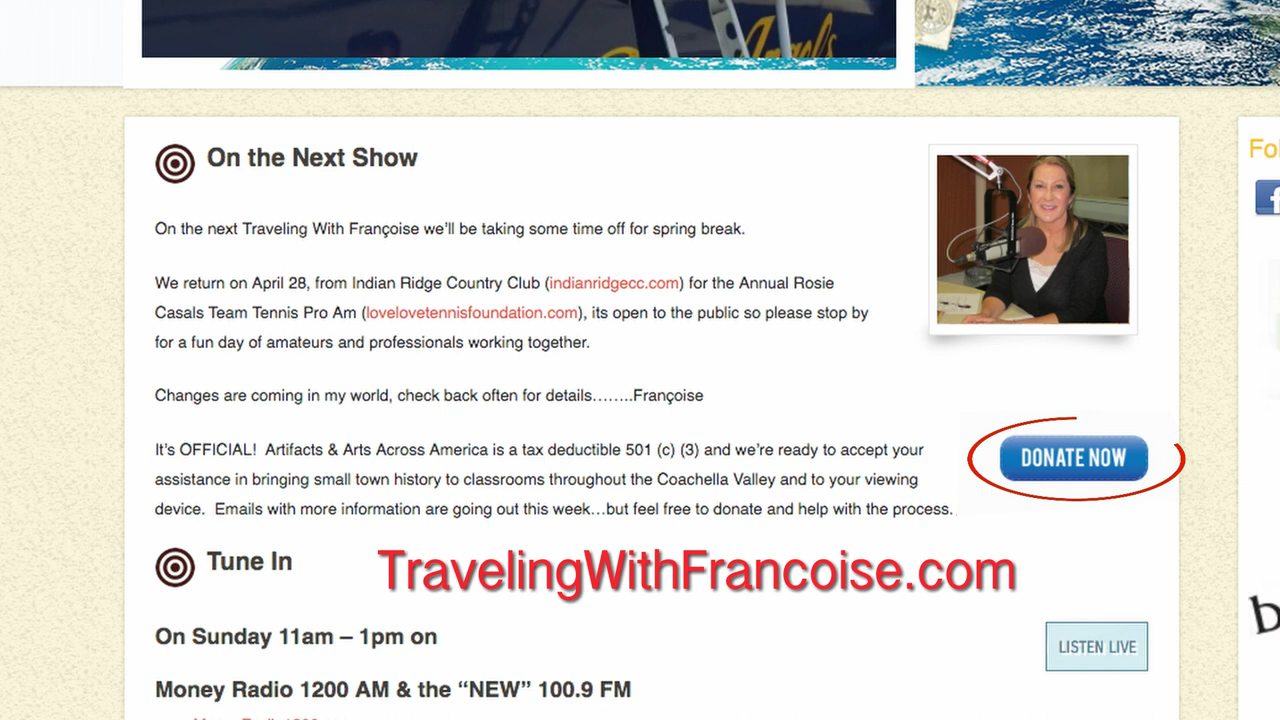 Angels
On the Next Show
Fol
f
On the next Traveling With Françoise we'll be taking some time off for spring break.
We return on April 28, from Indian Ridge Country Club (indianridgecc.com) for the Annual Rosie
Casals Team Tennis Pro Am (lovelovetennisfoundation.com), its open to the public so please stop by
for a fun day of amateurs and professionals working together.
Changes are coming in my world, check back often for details……..Françoise
It's OFFICIAL!  Artifacts & Arts Across America is a tax deductible 501 (c) (3) and we're ready to accept your
assistance in bringing small town history to classrooms throughout the Coachella Valley and to your viewing
device.  Emails with more information are going out this week…but feel free to donate and help with the process.
DONATE NOW
Tune In
TravelingWithFrancoise.com
b
On Sunday 11am – 1pm on
LISTEN LIVE
Money Radio 1200 AM & the “NEW” 100.9 FM